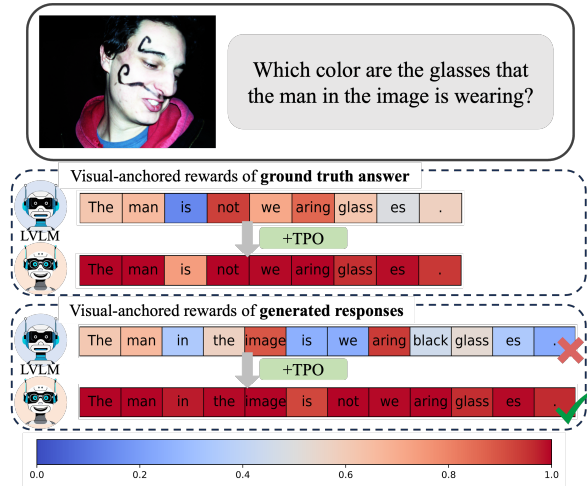 Which color are the glasses that
the man in the image is wearing?
Visual-anchored rewards of ground truth answer
The man is not we aring glass es .
LVLM
+TPO
The man is not we aring glass es .
Visual-anchored rewards of generated responses
The man in the image is we aring black glass es .
LVLM
+TPO
The man in the image is not we aring glass es .
0.0 0.2 0.4 0.6 0.8 1.0